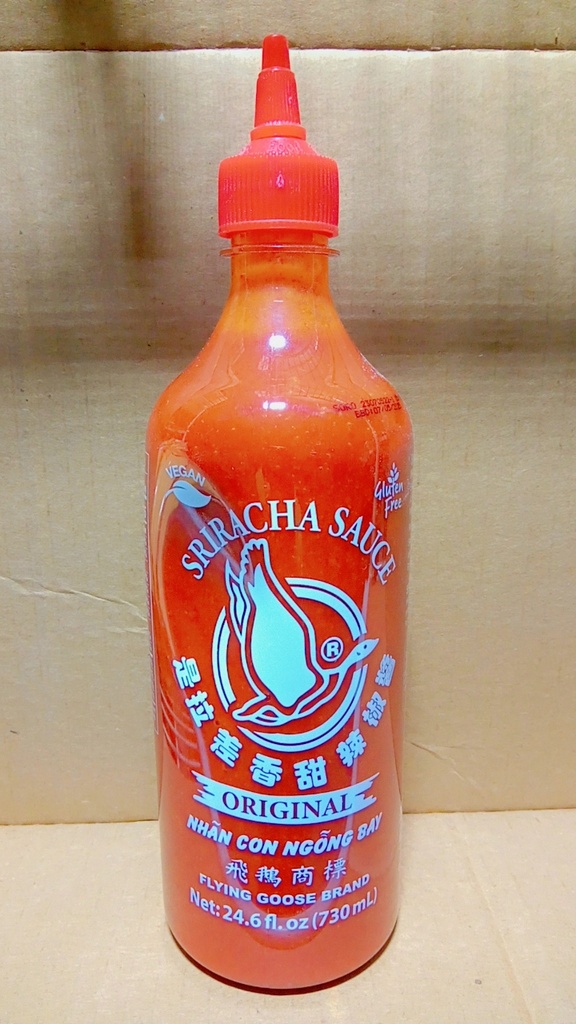 VEGAN
Gluten
Free
SRIRACHA SAUCE
®
是拉差香甜辣椒醬
ORIGINAL
NHÃN CON NGỖNG BAY
飛鵝商標
FLYING GOOSE BRAND
Net: 24.6 fl. oz (730 mL)